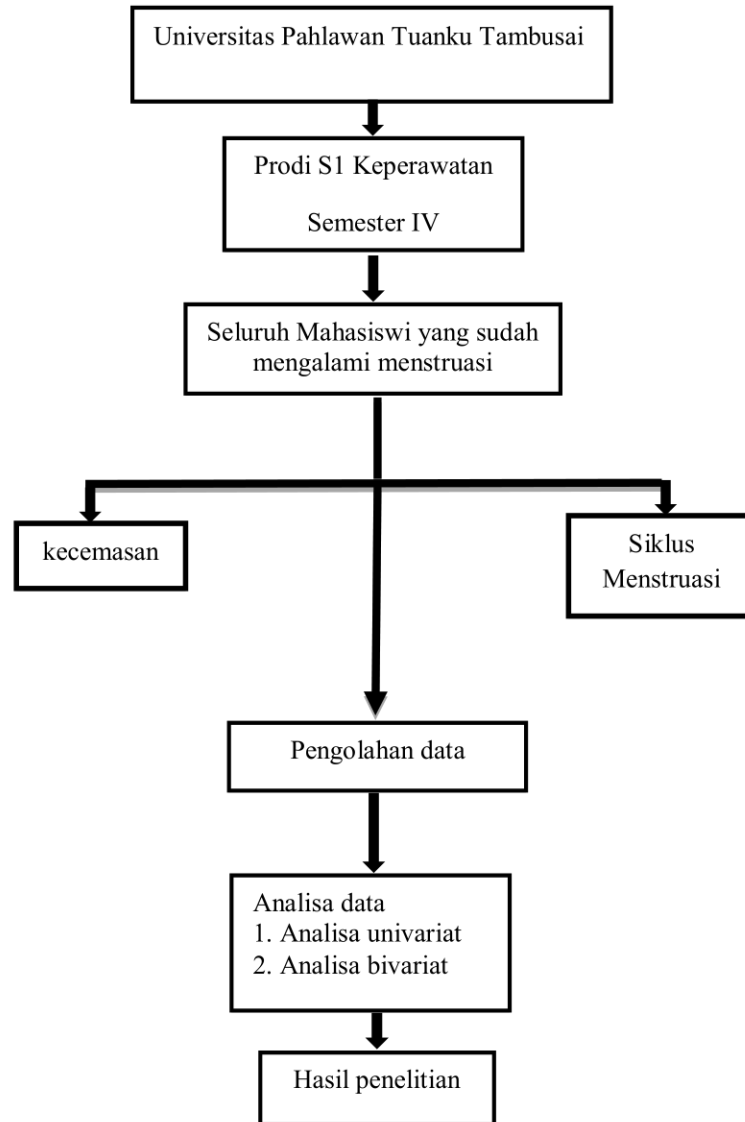 Universitas Pahlawan Tuanku Tambusai
Prodi S1 Keperawatan
Semester IV
Seluruh Mahasiswi yang sudah
mengalami menstruasi
kecemasan
Siklus
Menstruasi
Pengolahan data
Analisa data
1. Analisa univariat
2. Analisa bivariat
Hasil penelitian